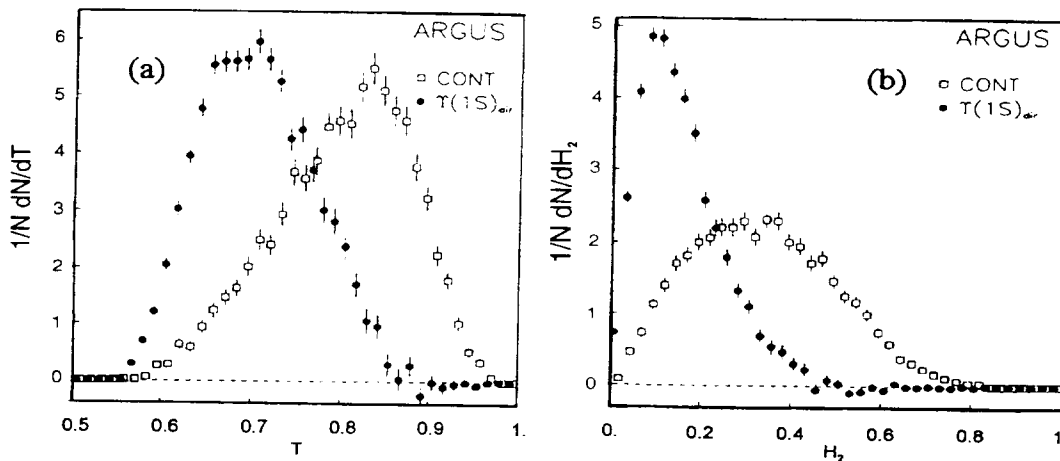 (a)
ARGUS
CONT
ϒ(1S)dir
1/N dN/dT
6
5
4
3
2
1
0
0.5
0.6
0.7
0.8
0.9
1.
T
(b)
ARGUS
CONT
ϒ(1S)dir
1/N dN/dH₂
5
4
3
2
1
0
0.
0.2
0.4
0.6
0.8
1
H₂